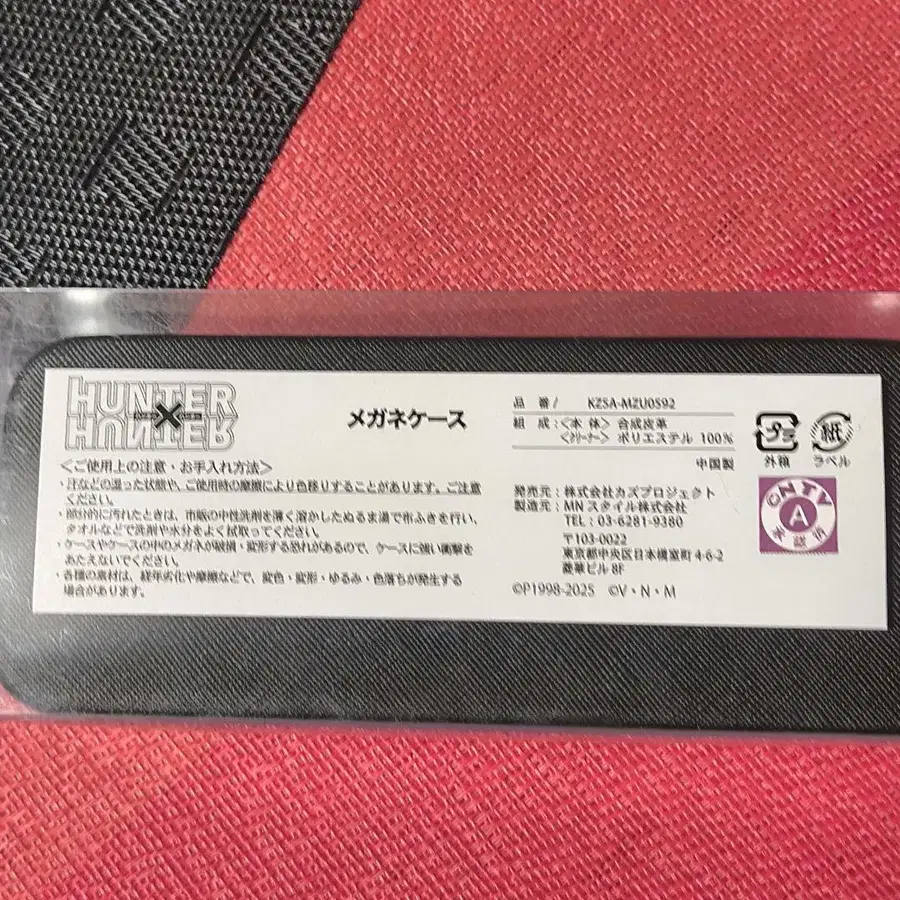 HUNTER
×
HUNTER
メガネケース
<ご使用上の注意・お手入れ方法>
・汗などの湿った状態や、ご使用時の摩擦により色移りすることがあります。ご注意
ください。
・部分的に汚れたときは、市販の中性洗剤を薄く溶かしたぬるま湯で布ふきを行い、
タオルなどで洗剤や水分をよく拭取ってください。
・ケースやケースの中のメガネが破損・変形する恐れがあるので、ケースに強い衝撃を
あたえないでください。
・各種の素材は、経年劣化や摩擦などで、変色・変形・ゆるみ・色落ちが発生する
場合があります。
品 番/ KZSA-MZU0592
組 成:<本 体> 合成皮革
<クリーナー> ポリエステル 100%
中国製
発売元:株式会社カズプロジェクト
製造元:MN スタイル株式会社
TEL:03-6281-9380
〒103-0022
東京都中央区日本橋室町 4-6-2
菱華ビル 8F
©P1998-2025 ©V・N・M
プラ
外箱
紙
ラベル
NTV
A
承認済